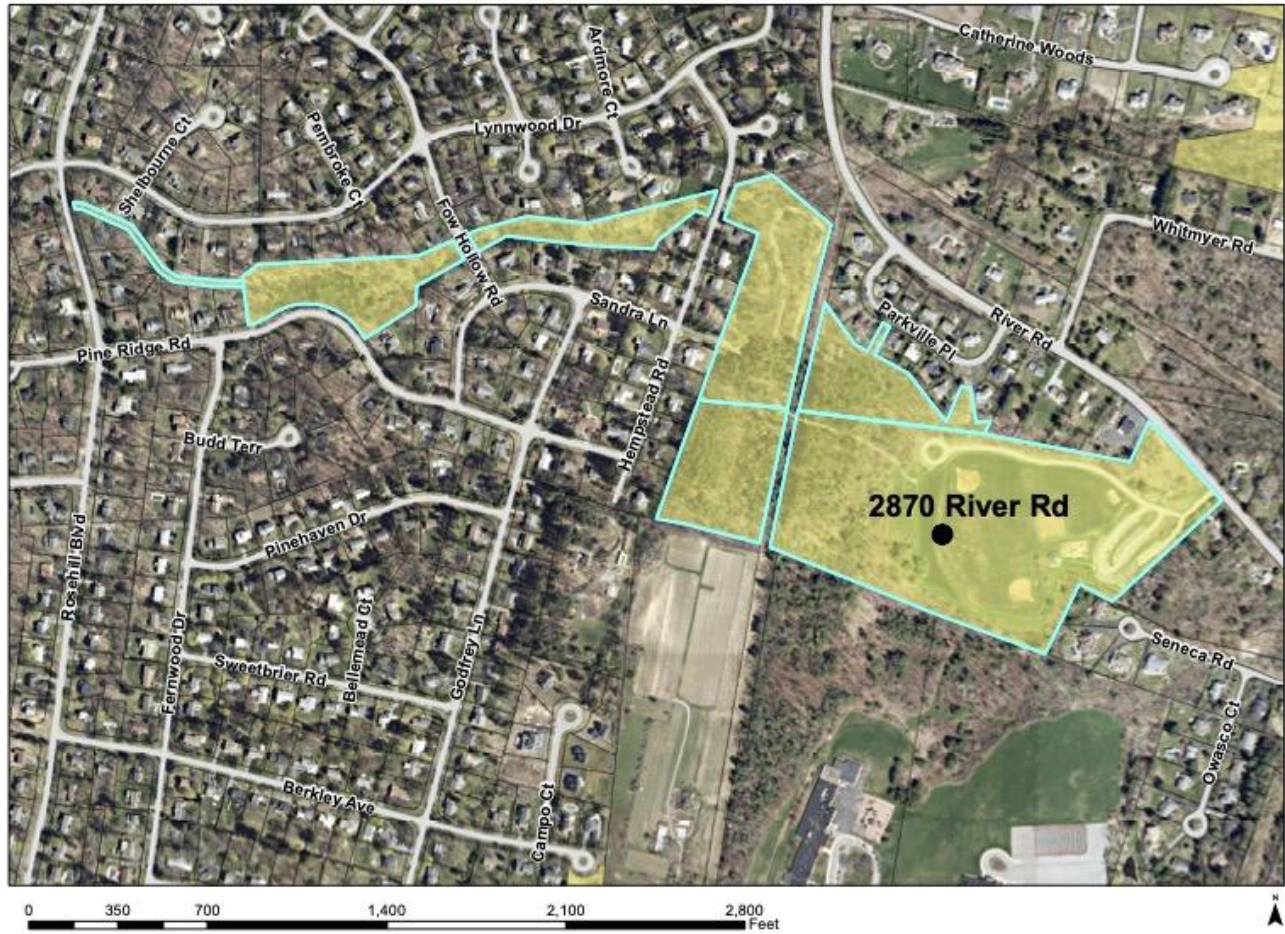 Catherine Woods
Ardmore Ct
Lynnwood Dr
Shelbourne Ct
Pembroke Ct
Fow Hollow Rd
Whitmyer Rd
Sandra Ln
Parkville Pl
River Rd
Pine Ridge Rd
Hempstead Rd
Budd Terr
2870 River Rd
Pinehaven Dr
Rosehill Blvd
Fernwood Dr
Bellemead Ct
Godfrey Ln
Sweetbrier Rd
Seneca Rd
Owasco Ct
Berkley Ave
Campo Ct
0 350 700 1,400 2,100 2,800
Feet
N